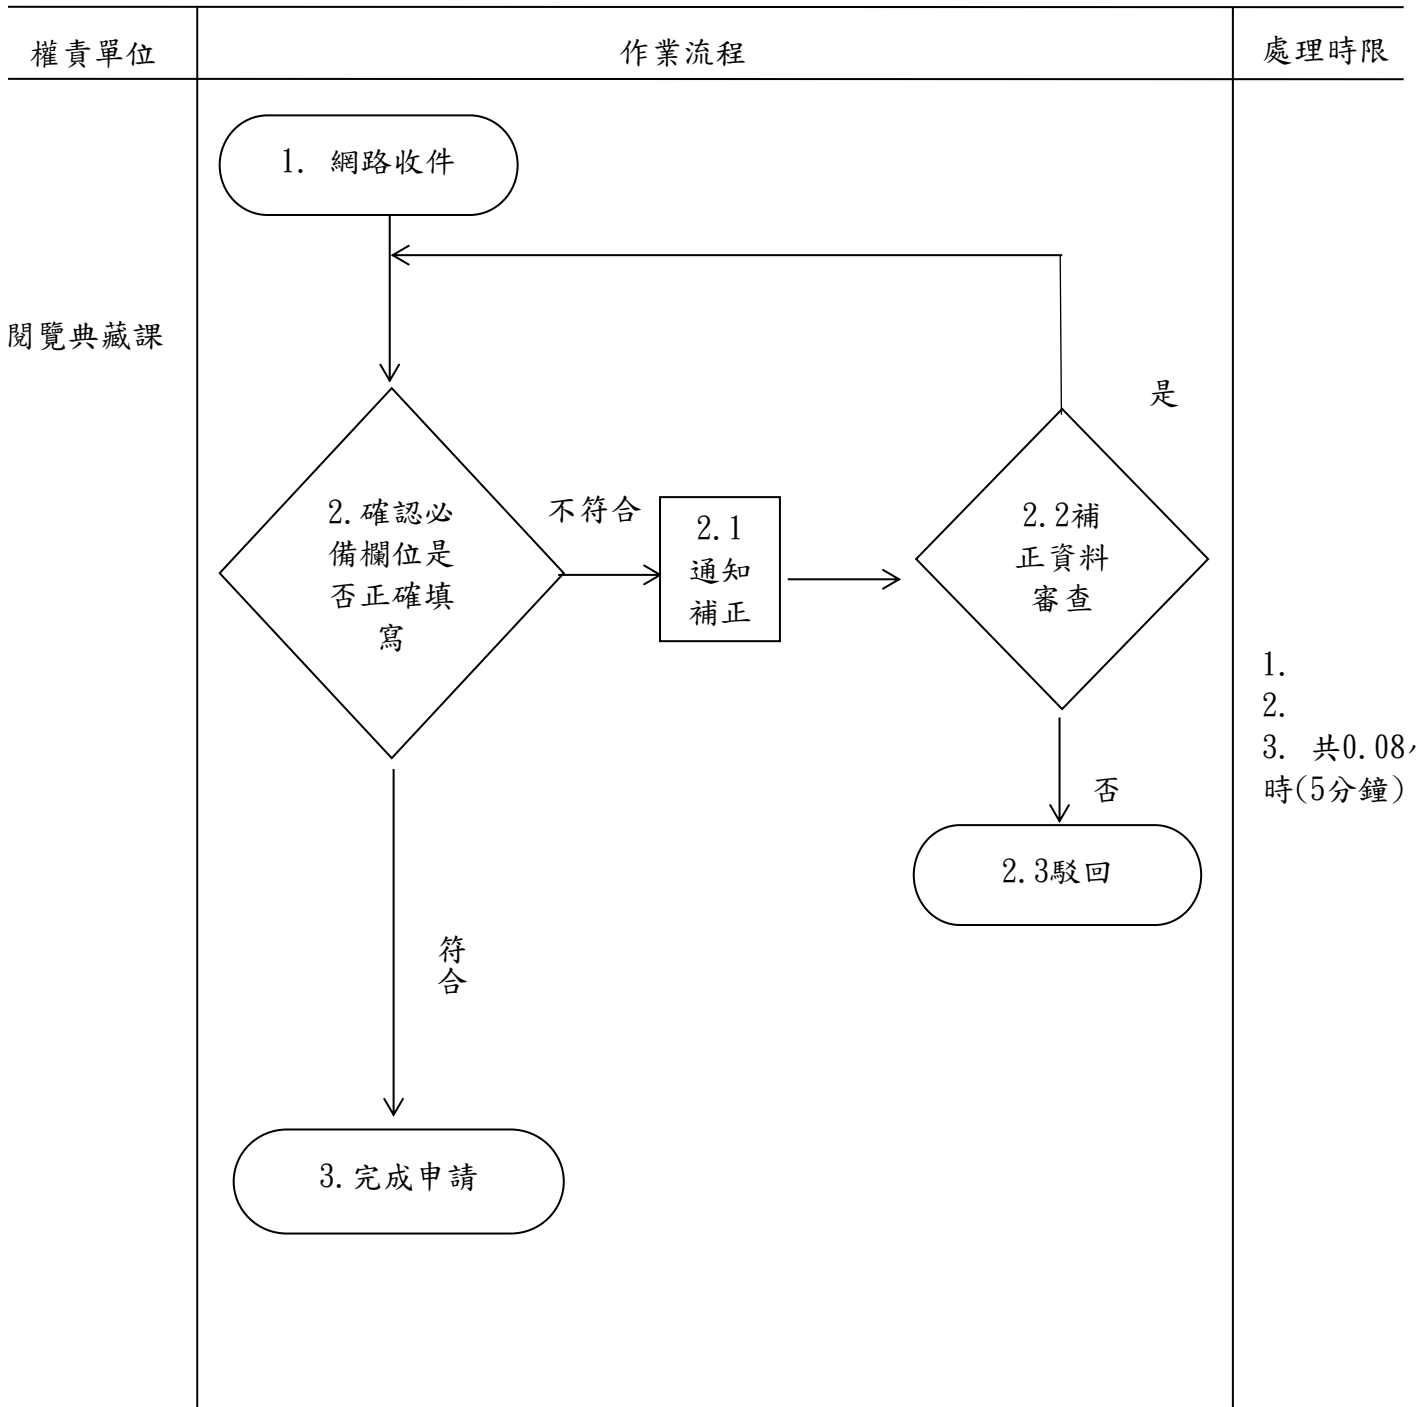 權責單位
作業流程
處理時限
1. 網路收件
閱覽典藏課
是
2.確認必
備欄位是
否正確填
寫
不符合
2.1
通知
補正
2.2補
正資料
審查
1.
2.
3. 共0.08
時(5分鐘)
否
2.3駁回
符
合
3.完成申請